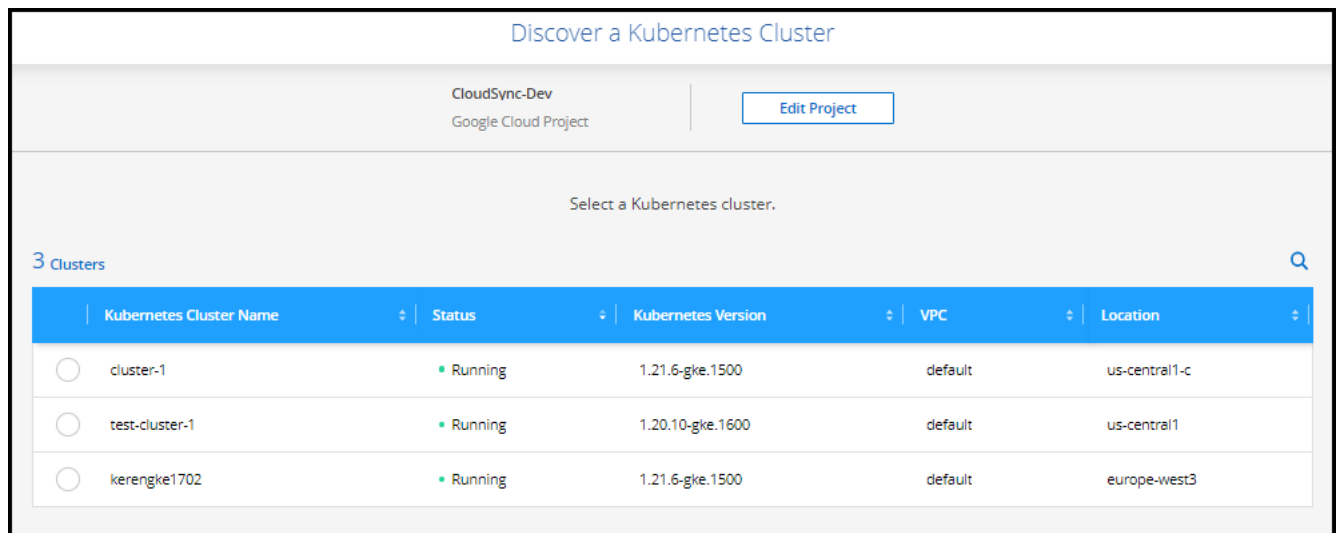 Discover a Kubernetes Cluster
CloudSync-Dev
Google Cloud Project
Edit Project
Select a Kubernetes cluster.
3 Clusters
Kubernetes Cluster Name Status Kubernetes Version VPC Location
cluster-1 Running 1.21.6-gke.1500 default us-central1-c
test-cluster-1 Running 1.20.10-gke.1600 default us-central1
kerengke1702 Running 1.21.6-gke.1500 default europe-west3